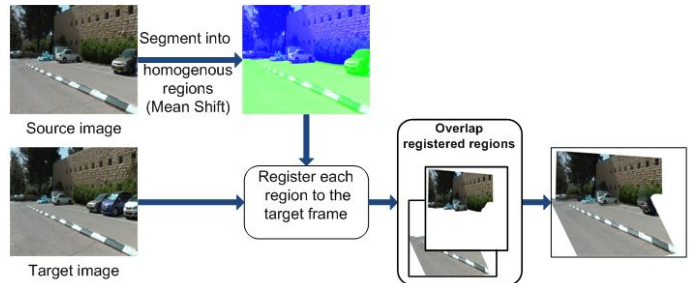 Segment into
homogenous
regions
(Mean Shift)
Source image
Overlap
registered regions
Register each
region to the
target frame
Target image